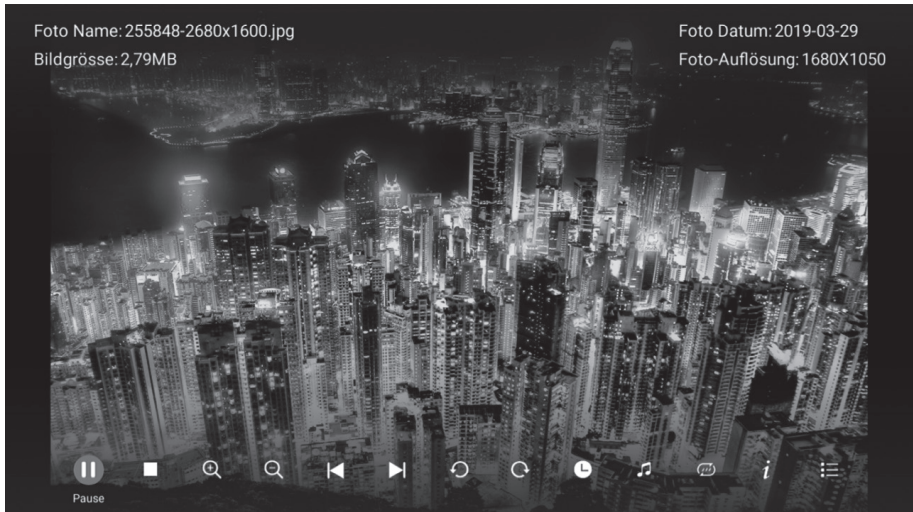 Foto Name: 255848-2680x1600.jpg
Bildgrösse: 2,79MB
Foto Datum: 2019-03-29
Foto-Auflösung: 1680X1050
Pause